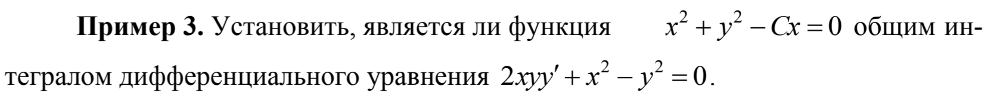 Пример 3. Установить, является ли функция x² + y² − Cx = 0 общим ин-
тегралом дифференциального уравнения 2xyy′ + x² − y² = 0.